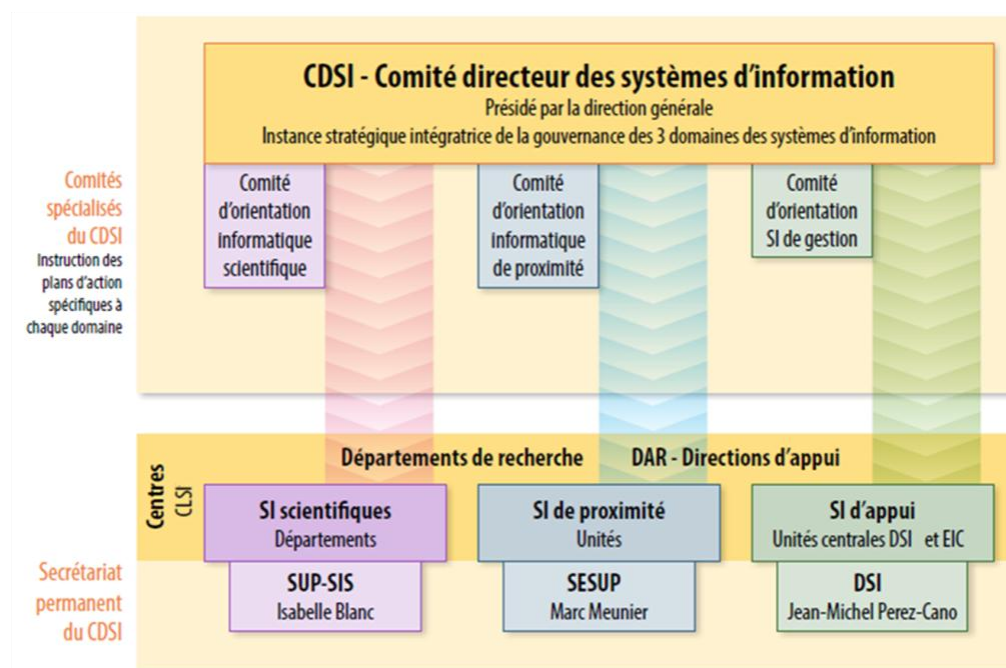 CDSI - Comité directeur des systèmes d'information
Présidé par la direction générale
Instance stratégique intégratrice de la gouvernance des 3 domaines des systèmes d'information
Comités
spécialisés
du CDSI
Instruction des
plans d'action
spécifiques à
chaque domaine
Comité
d'orientation
informatique
scientifique
Comité
d'orientation
informatique
de proximité
Comité
d'orientation
SI de gestion
Centres
CLSI
Départements de recherche
DAR - Directions d'appui
SI scientifiques
Départements
SI de proximité
Unités
SI d'appui
Unités centrales DSI et EIC
Secrétariat
permanent
du CDSI
SUP-SIS
Isabelle Blanc
SESUP
Marc Meunier
DSI
Jean-Michel Perez-Cano